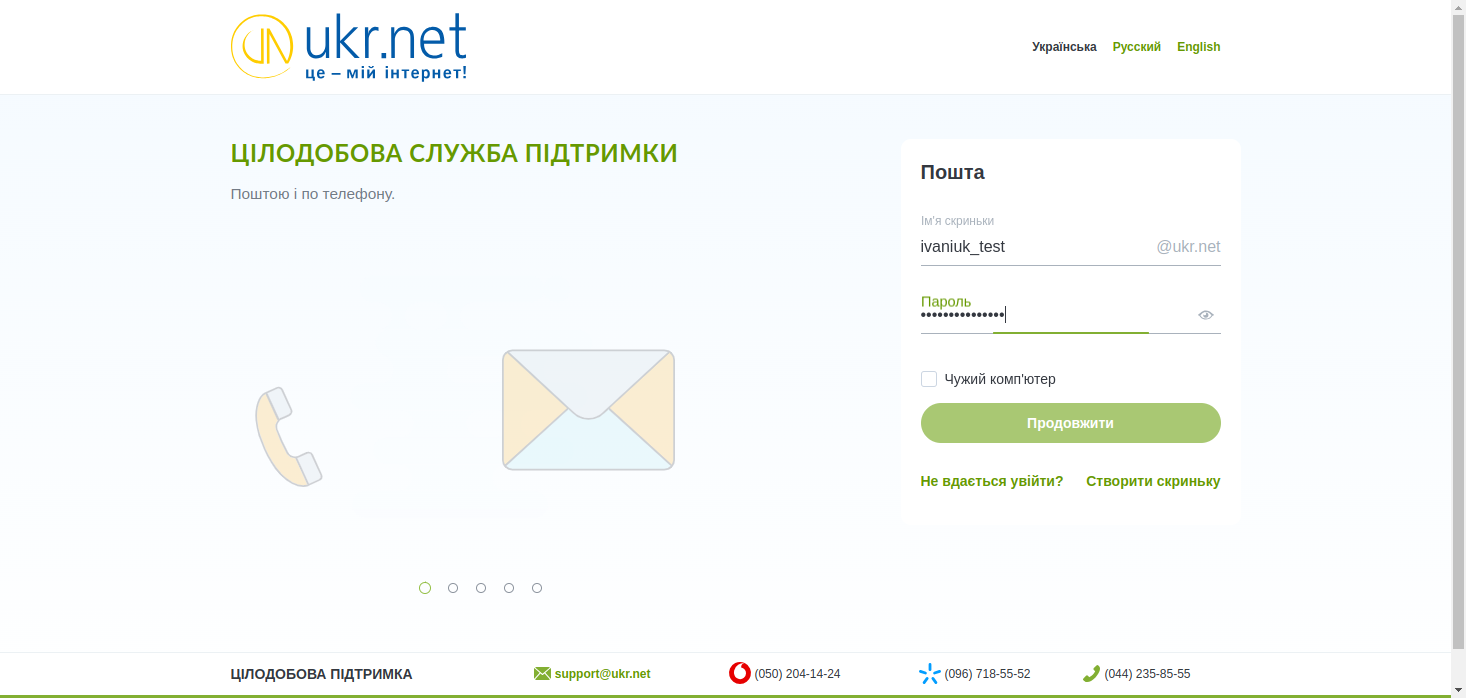 ukr.net
це – мій інтернет!
Українська Русский English
ЦІЛОДОБОВА СЛУЖБА ПІДТРИМКИ
Поштою і по телефону.
Пошта
Ім'я скриньки
ivaniuk_test @ukr.net
Пароль
•••••••••••••••
Чужий комп'ютер
Продовжити
Не вдається увійти? Створити скриньку
ЦІЛОДОБОВА ПІДТРИМКА support@ukr.net (050) 204-14-24 (096) 718-55-52 (044) 235-85-55